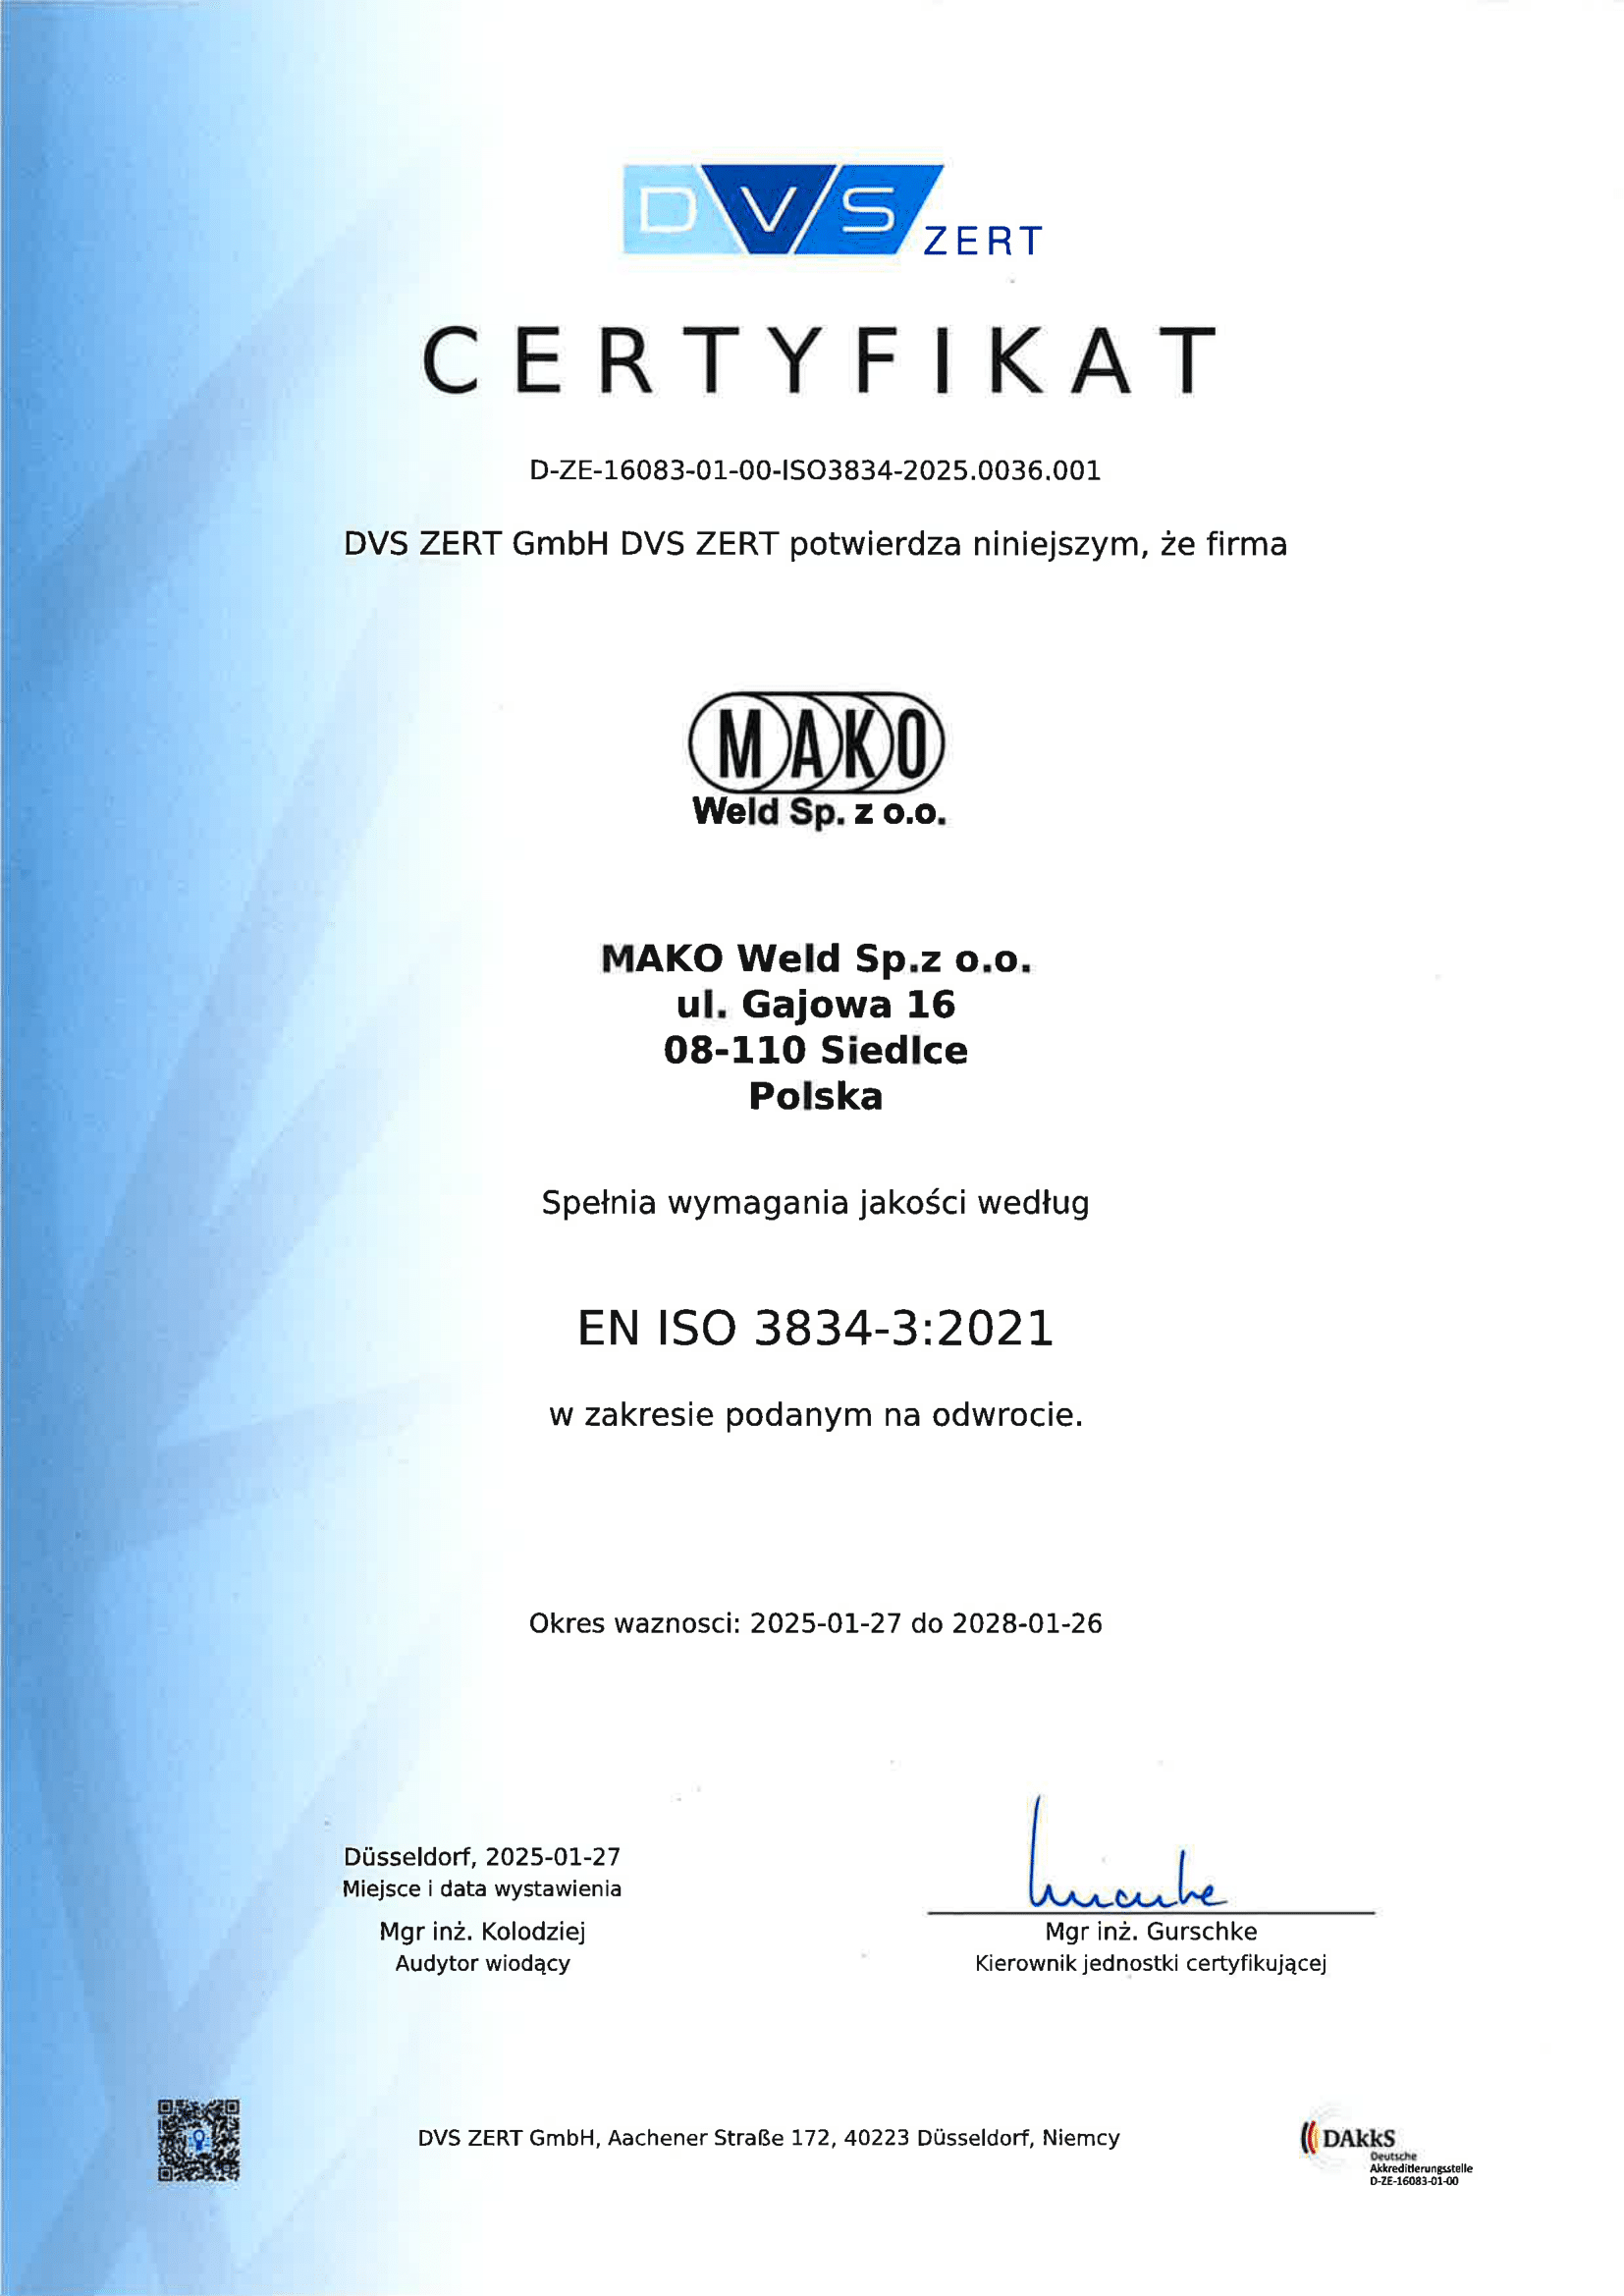 DVS ZERT
CERTYFIKAT
D-ZE-16083-01-00-ISO3834-2025.0036.001
DVS ZERT GmbH DVS ZERT potwierdza niniejszym, że firma
MAKO
Weld Sp. z o.o.
MAKO Weld Sp.z o.o.
ul. Gajowa 16
08-110 Siedlce
Polska
Spełnia wymagania jakości według
EN ISO 3834-3:2021
w zakresie podanym na odwrocie.
Okres waznosci: 2025-01-27 do 2028-01-26
Düsseldorf, 2025-01-27
Miejsce i data wystawienia
Mgr inż. Kolodziej
Audytor wiodący
Mgr inż. Gurschke
Kierownik jednostki certyfikującej
DVS ZERT GmbH, Aachener Straße 172, 40223 Düsseldorf, Niemcy
DAkkS
Deutsche
Akkreditierungsstelle
D-ZE-16083-01-00